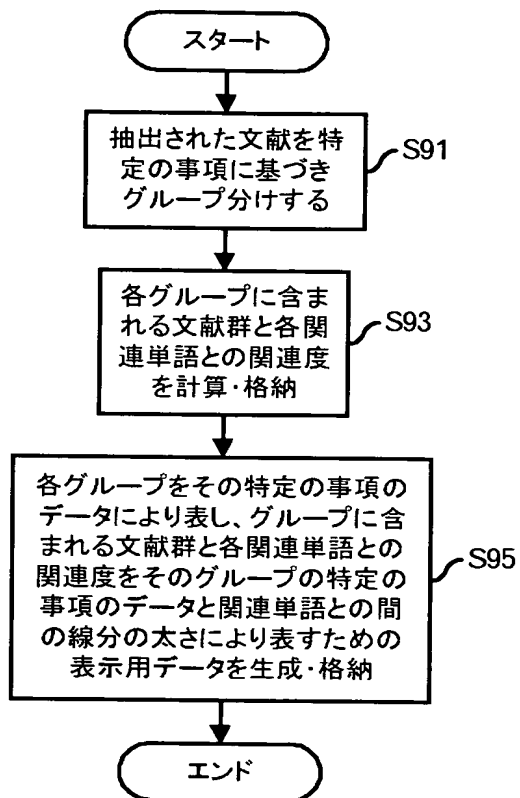 スタート
抽出された文献を特
定の事項に基づき
グループ分けする
S91
各グループに含ま
れる文献群と各関
連単語との関連度
を計算・格納
S93
各グループをその特定の事項の
データにより表し、グループに含
まれる文献群と各関連単語との
関連度をそのグループの特定の
事項のデータと関連単語との間
の線分の太さにより表すための
表示用データを生成・格納
S95
エンド